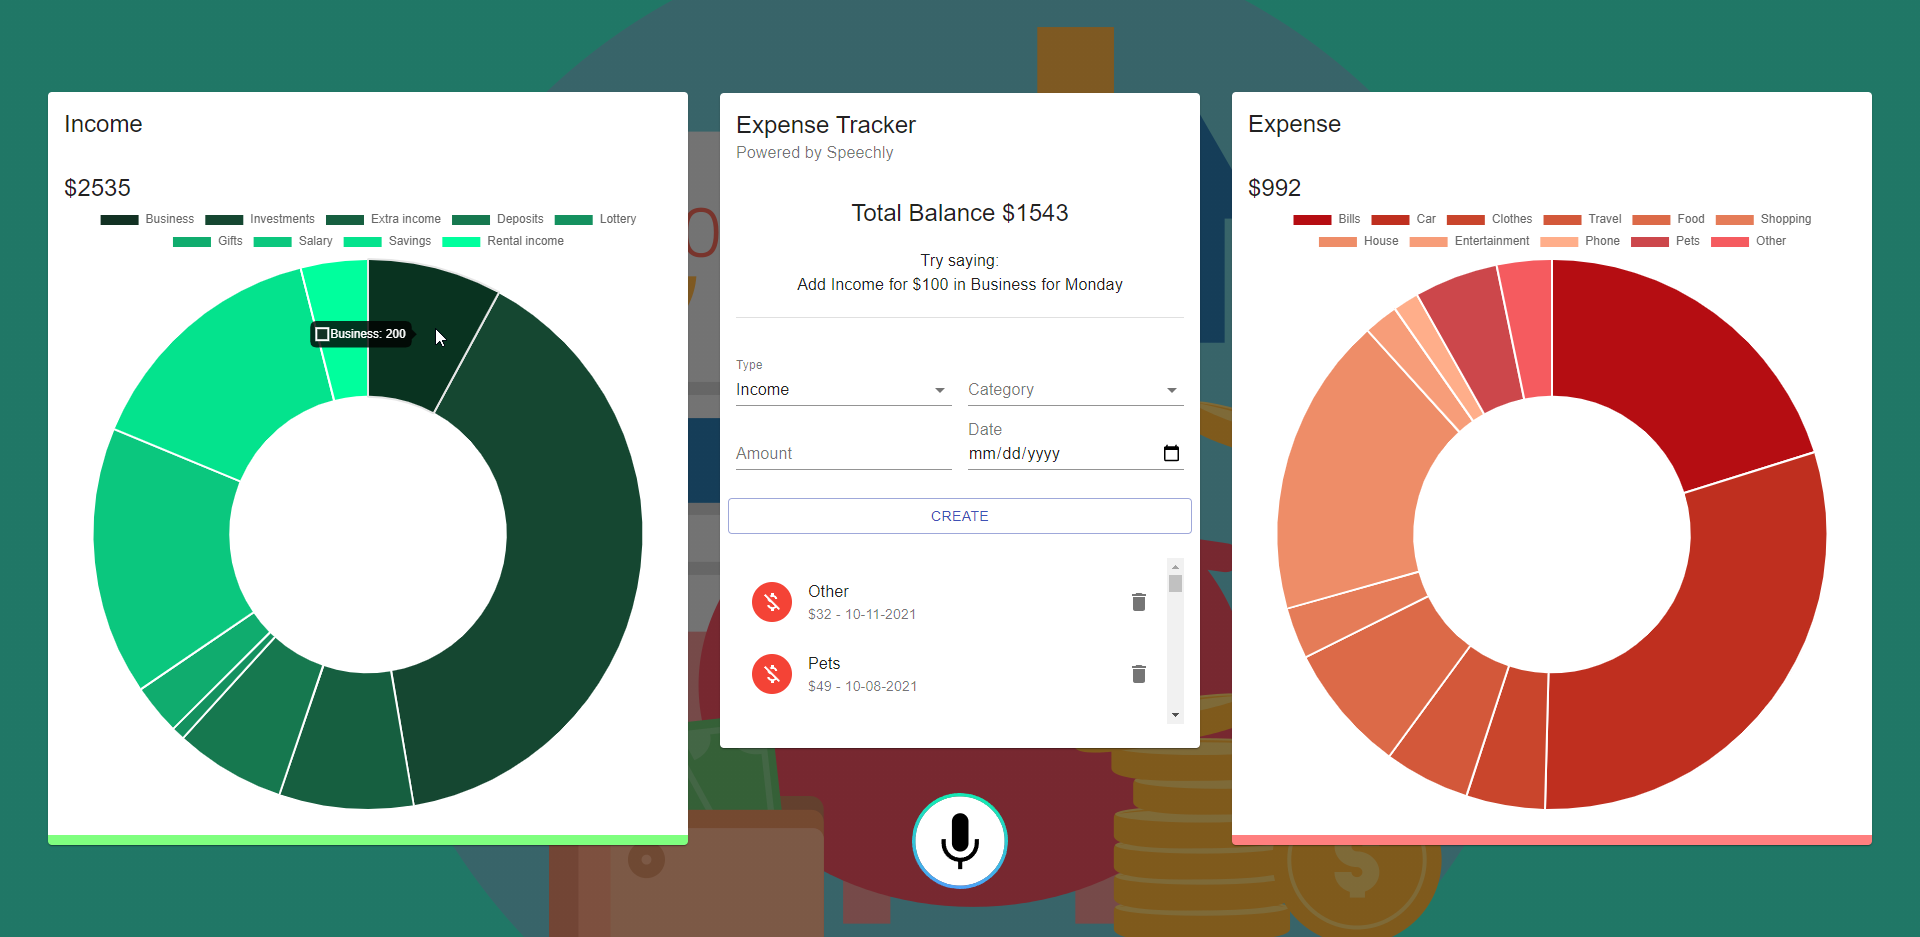 Income
$2535
Business Investments Extra income Deposits Lottery
Gifts Salary Savings Rental income
Business: 200
Expense Tracker
Powered by Speechly
Total Balance $1543
Try saying:
Add Income for $100 in Business for Monday
Type
Income
Category
Amount
Date
mm/dd/yyyy
CREATE
Other
$32 - 10-11-2021
Pets
$49 - 10-08-2021
Expense
$992
Bills Car Clothes Travel Food Shopping
House Entertainment Phone Pets Other
0
$